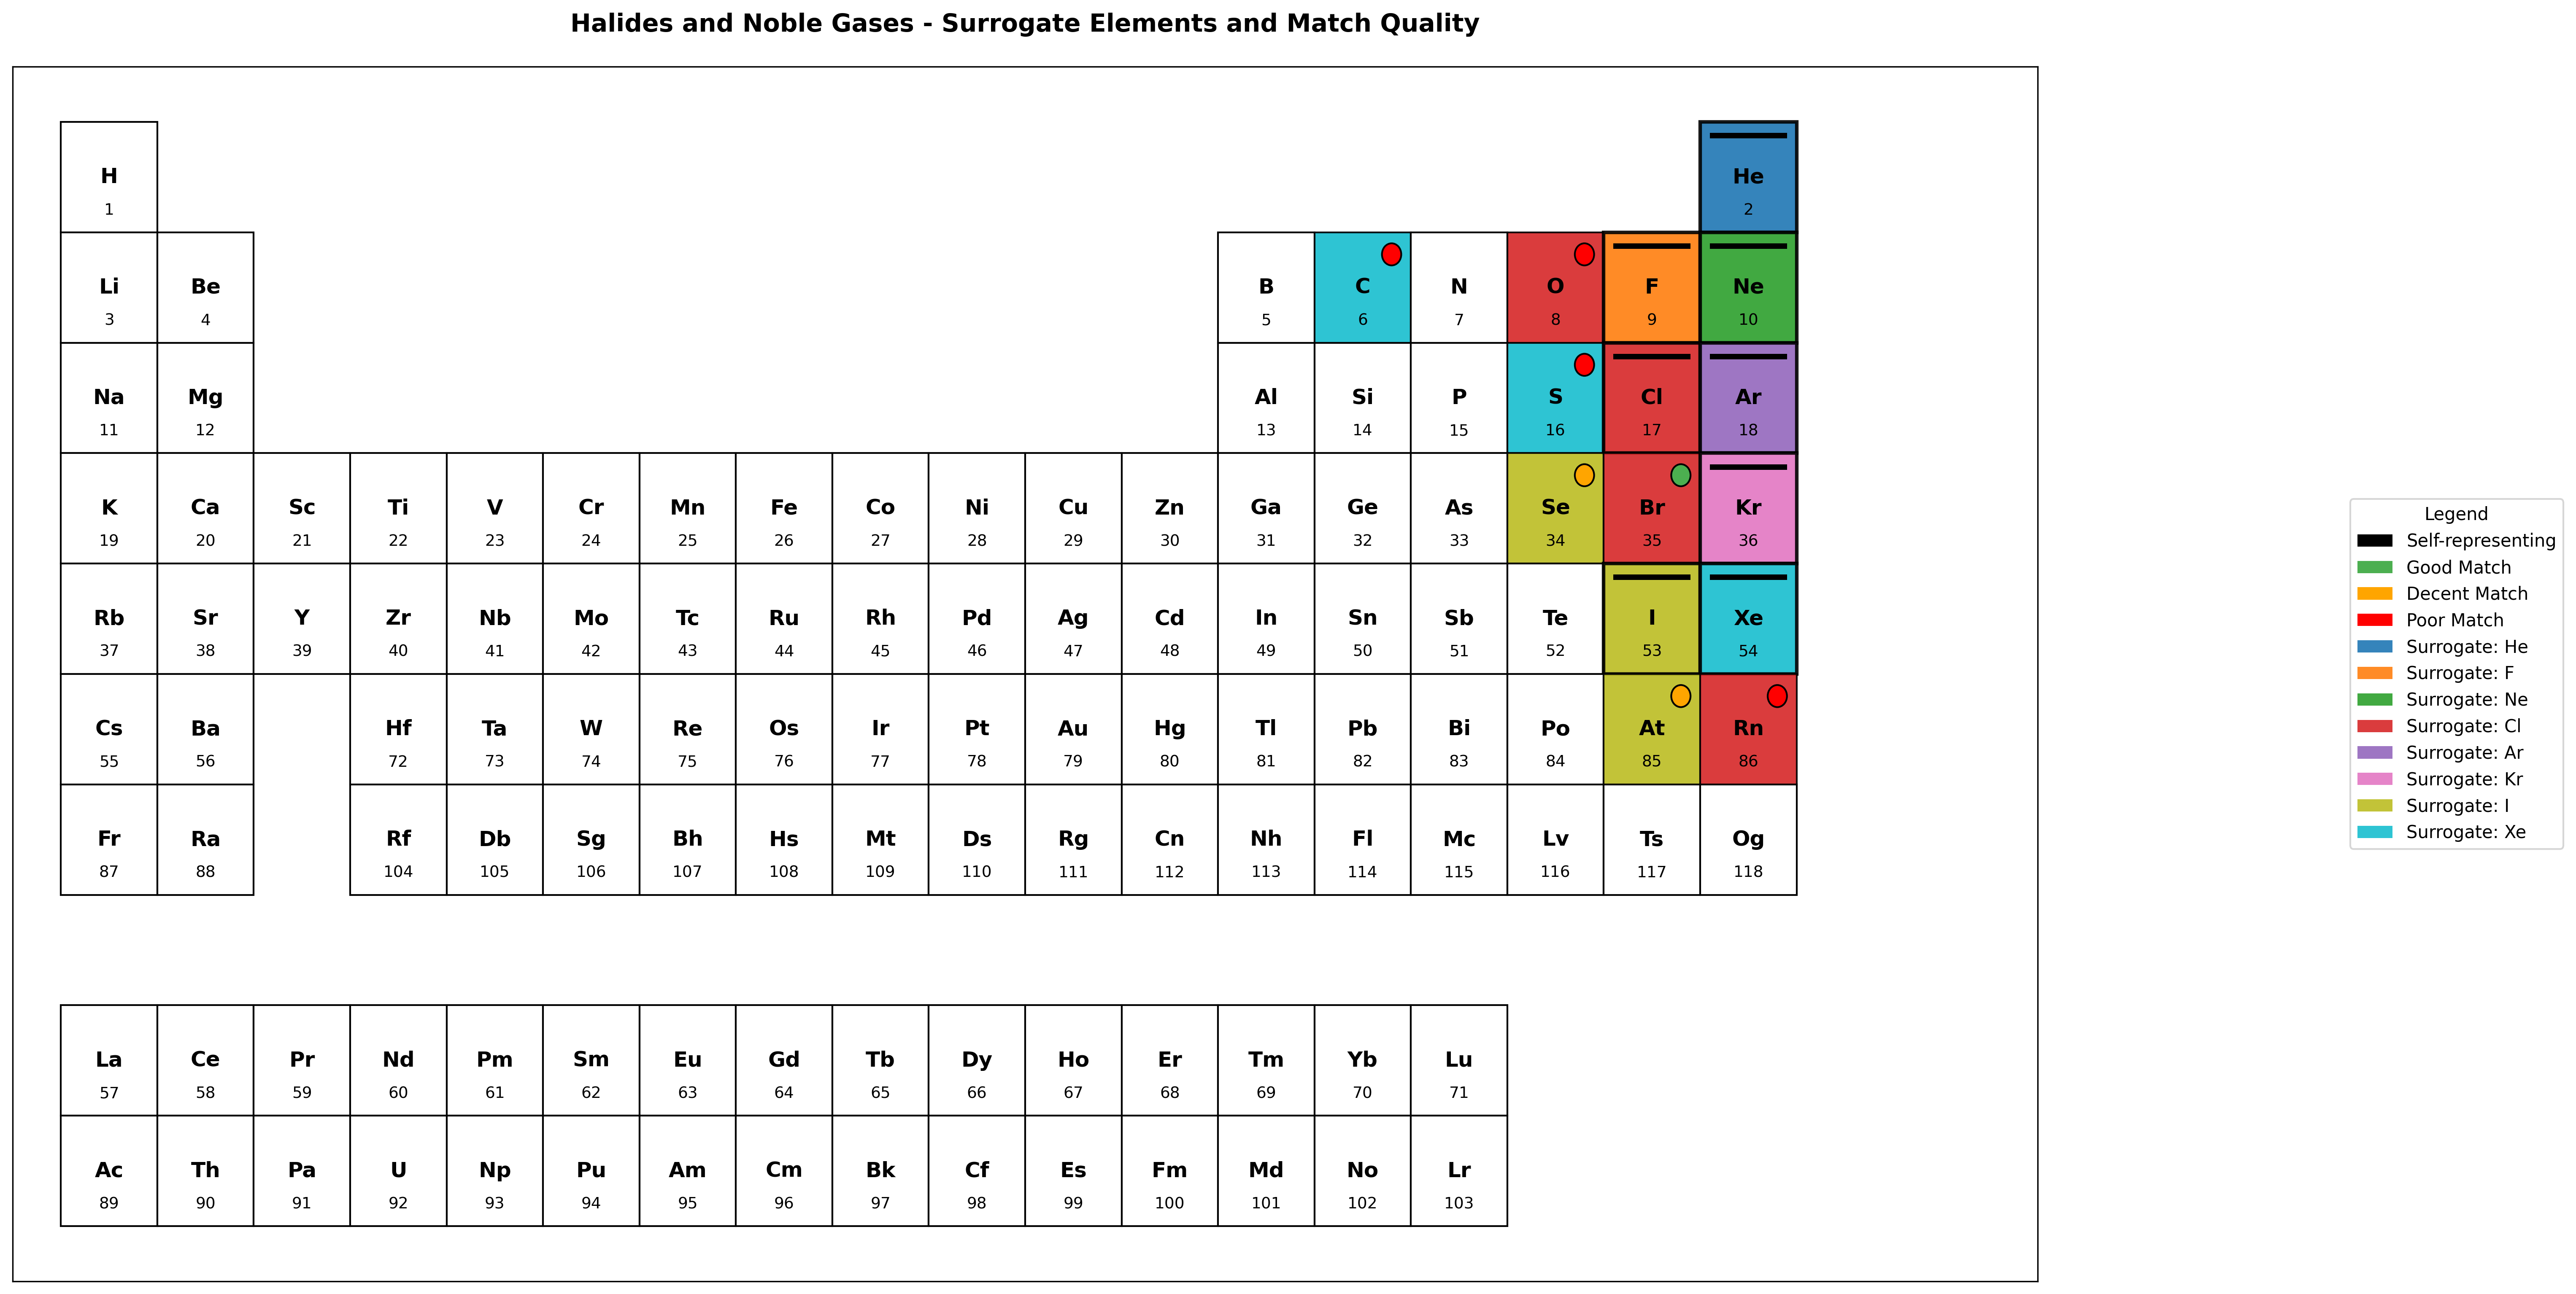 Halides and Noble Gases - Surrogate Elements and Match Quality
H He
1 2
Li Be B C N O F Ne
3 4 5 6 7 8 9 10
Na Mg Al Si P S Cl Ar
11 12 13 14 15 16 17 18
K Ca Sc Ti V Cr Mn Fe Co Ni Cu Zn Ga Ge As Se Br Kr
19 20 21 22 23 24 25 26 27 28 29 30 31 32 33 34 35 36
Rb Sr Y Zr Nb Mo Tc Ru Rh Pd Ag Cd In Sn Sb Te I Xe
37 38 39 40 41 42 43 44 45 46 47 48 49 50 51 52 53 54
Cs Ba Hf Ta W Re Os Ir Pt Au Hg Tl Pb Bi Po At Rn
55 56 72 73 74 75 76 77 78 79 80 81 82 83 84 85 86
Fr Ra Rf Db Sg Bh Hs Mt Ds Rg Cn Nh Fl Mc Lv Ts Og
87 88 104 105 106 107 108 109 110 111 112 113 114 115 116 117 118
La Ce Pr Nd Pm Sm Eu Gd Tb Dy Ho Er Tm Yb Lu
57 58 59 60 61 62 63 64 65 66 67 68 69 70 71
Ac Th Pa U Np Pu Am Cm Bk Cf Es Fm Md No Lr
89 90 91 92 93 94 95 96 97 98 99 100 101 102 103
Legend
Self-representing
Good Match
Decent Match
Poor Match
Surrogate: He
Surrogate: F
Surrogate: Ne
Surrogate: Cl
Surrogate: Ar
Surrogate: Kr
Surrogate: I
Surrogate: Xe